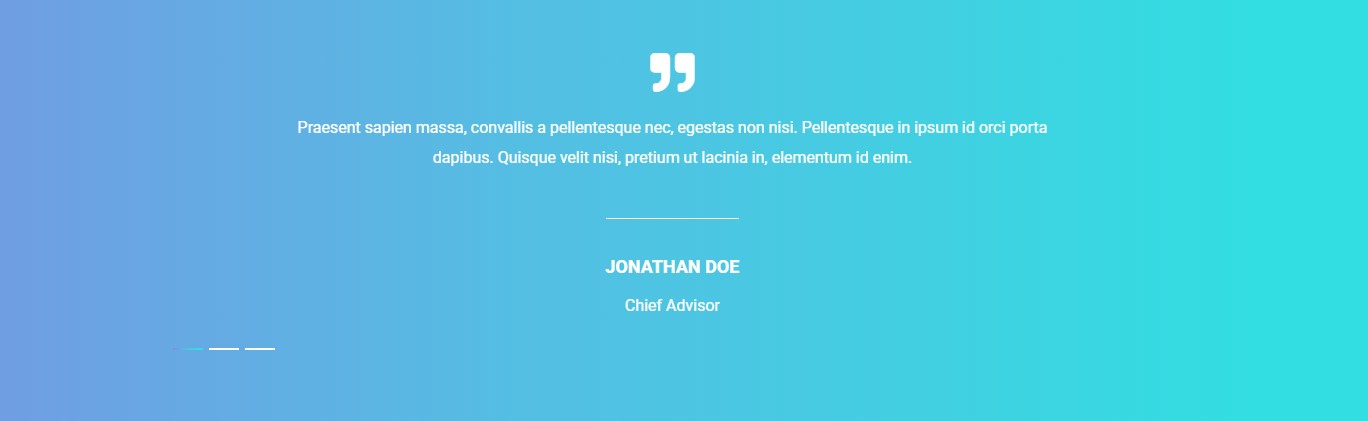 Praesent sapien massa, convallis a pellentesque nec, egestas non nisi. Pellentesque in ipsum id orci porta
dapibus. Quisque velit nisi, pretium ut lacinia in, elementum id enim.
JONATHAN DOE
Chief Advisor